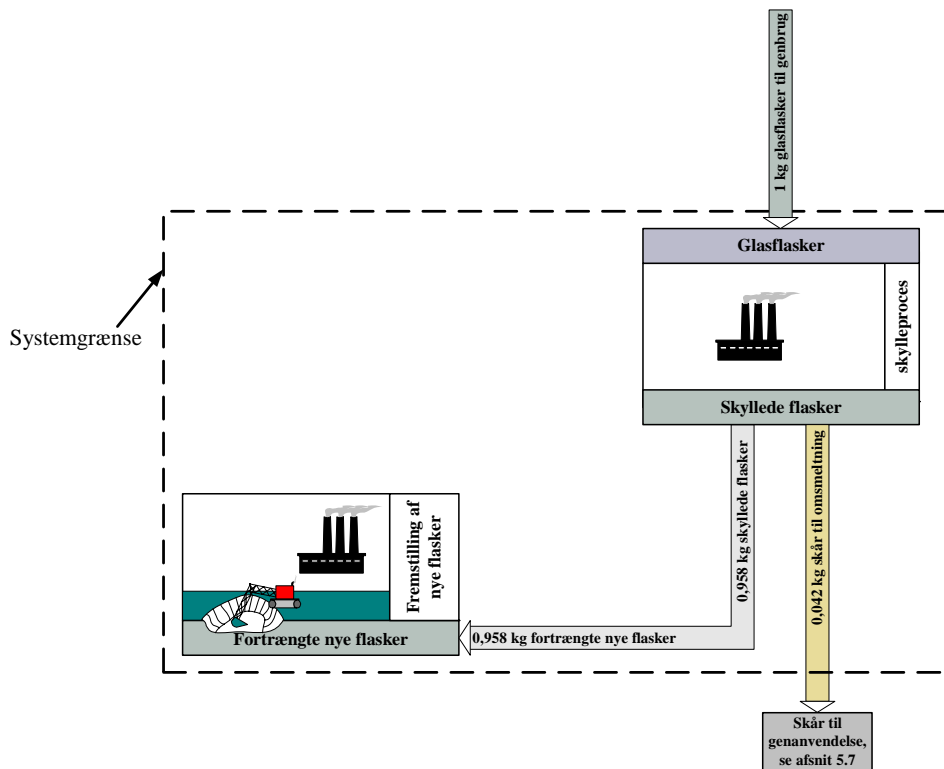 1 kg glasflasker til genbrug
Glasflasker
skylleproces
Systemgrænse
Skyllede flasker
0,958 kg skyllede flasker
0,042 kg skår til omsmeltning
Fremstilling af
nye flasker
Fortrængte nye flasker
0,958 kg fortrængte nye flasker
Skår til
genanvendelse,
se afsnit 5.7